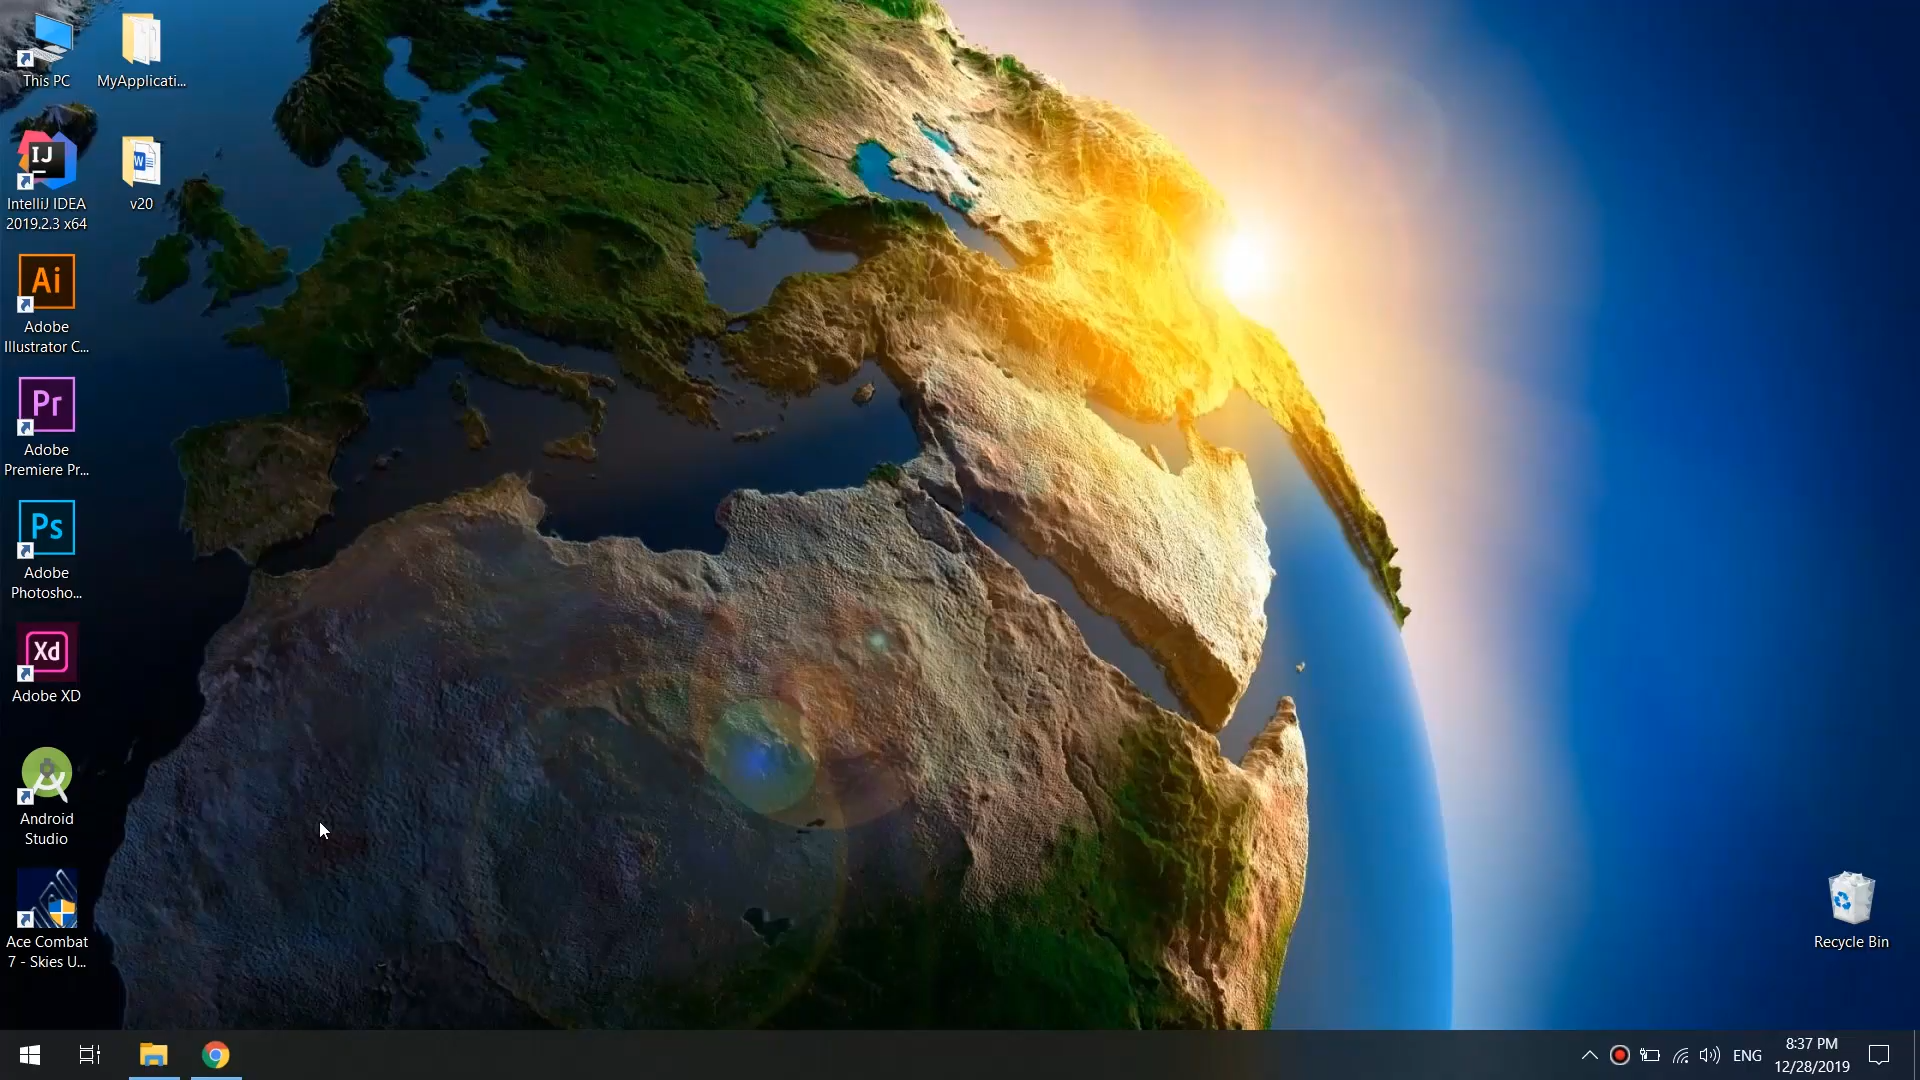 This PC
MyApplicati...
IJ
IntelliJ IDEA
2019.2.3 x64
W
v20
Ai
Adobe
Illustrator C...
Pr
Adobe
Premiere Pr...
Ps
Adobe
Photosho...
Xd
Adobe XD
Android
Studio
Ace Combat
7 - Skies U...
Recycle Bin
ENG
8:37 PM
12/28/2019